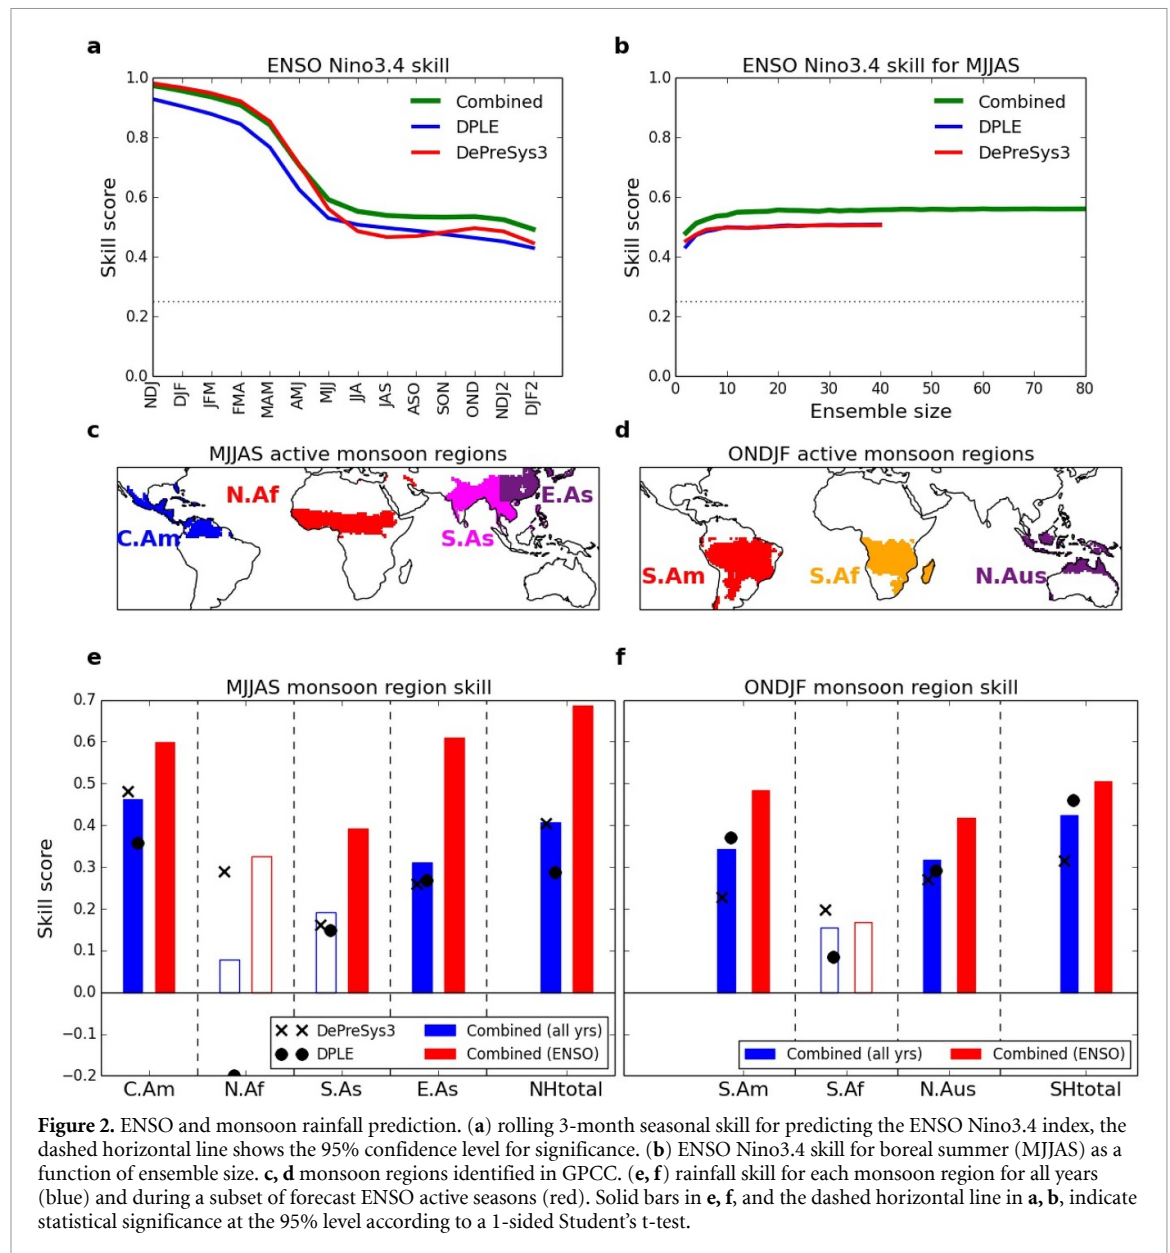 a
ENSO Nino3.4 skill
1.0
0.8
0.6
0.4
0.2
0.0
Skill score
Combined
DPLE
DePreSys3
NDJ
DJF
JFM
FMA
MAM
AMJ
MJJ
JJA
JAS
ASO
SON
OND
NDJ2
DJF2
b
ENSO Nino3.4 skill for MJJAS
1.0
0.8
0.6
0.4
0.2
0.0
Skill score
Combined
DPLE
DePreSys3
0 10 20 30 40 50 60 70 80
Ensemble size
c
MJJAS active monsoon regions
N.Af
E.As
C.Am
S.As
d
ONDJF active monsoon regions
S.Am
S.Af
N.Aus
e
MJJAS monsoon region skill
0.7
0.6
0.5
0.4
0.3
0.2
0.1
0.0
−0.1
−0.2
Skill score
DePreSys3
DPLE
Combined (all yrs)
Combined (ENSO)
C.Am N.Af S.As E.As NHtotal
f
ONDJF monsoon region skill
Combined (all yrs)
Combined (ENSO)
S.Am S.Af N.Aus SHtotal
Figure 2. ENSO and monsoon rainfall prediction. (a) rolling 3-month seasonal skill for predicting the ENSO Nino3.4 index, the
dashed horizontal line shows the 95% confidence level for significance. (b) ENSO Nino3.4 skill for boreal summer (MJJAS) as a
function of ensemble size. c, d monsoon regions identified in GPCC. (e, f) rainfall skill for each monsoon region for all years
(blue) and during a subset of forecast ENSO active seasons (red). Solid bars in e, f, and the dashed horizontal line in a, b, indicate
statistical significance at the 95% level according to a 1-sided Student's t-test.